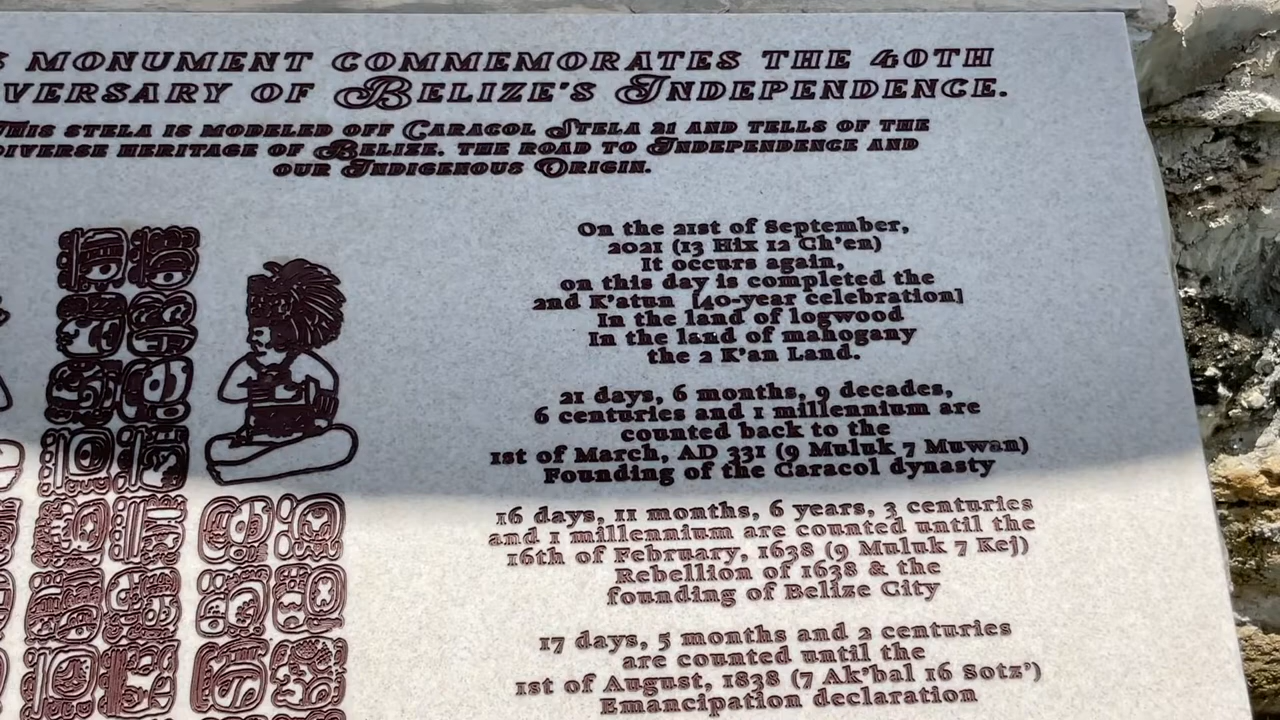 MONUMENT COMMEMORATES THE 40TH
VERSARY OF BELIZE'S INDEPENDENCE.
THIS STELA IS MODELED OFF CARACOL STELA 21 AND TELLS OF THE
DIVERSE HERITAGE OF BELIZE. THE ROAD TO INDEPENDENCE AND
OUR INDIGENOUS ORIGIN.
On the 21st of September,
2021 (13 Hix 12 Ch'en)
It occurs again,
on this day is completed the
2nd K'atun [40-year celebration]
In the land of logwood
In the land of mahogany
the 2 K'an Land.
21 days, 6 months, 9 decades,
6 centuries and 1 millennium are
counted back to the
1st of March, AD 331 (9 Muluk 7 Muwan)
Founding of the Caracol dynasty
16 days, 11 months, 6 years, 3 centuries
and 1 millennium are counted until the
16th of February, 1638 (9 Muluk 7 Kej)
Rebellion of 1638 & the
founding of Belize City
17 days, 5 months and 2 centuries
are counted until the
1st of August, 1838 (7 Ak'bal 16 Sotz')
Emancipation declaration